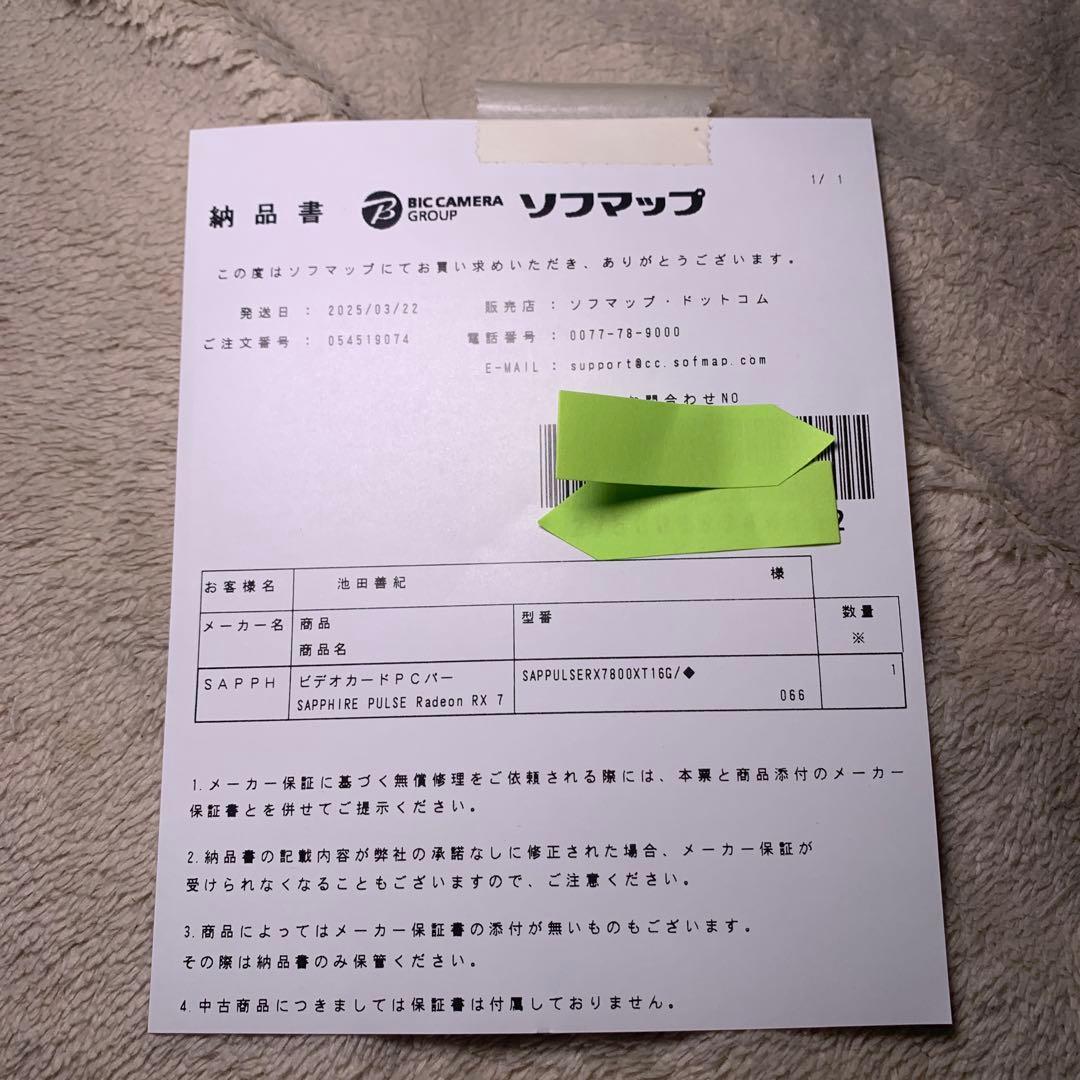 1/ 1
納品書 BIC CAMERA GROUP ソフマップ
この度はソフマップにてお買い求めいただき、ありがとうございます。
発送日 : 2025/03/22
ご注文番号 : 054519074
販売店 : ソフマップ・ドットコム
電話番号 : 0077-78-9000
E-MAIL : support@cc.sofmap.com
問合わせNO
2
お客様名 池田善紀 様
メーカー名 商品 型番 数量
商品名 ※
SAPPH ビデオカードPCパー SAPPULSERX7800XT16G/◆ 1
SAPPHIRE PULSE Radeon RX 7 066
1.メーカー保証に基づく無償修理をご依頼される際には、本票と商品添付のメーカー
保証書とを併せてご提示ください。
2.納品書の記載内容が弊社の承諾なしに修正された場合、メーカー保証が
受けられなくなることもございますので、ご注意ください。
3.商品によってはメーカー保証書の添付が無いものもございます。
その際は納品書のみ保管ください。
4.中古商品につきましては保証書は付属しておりません。